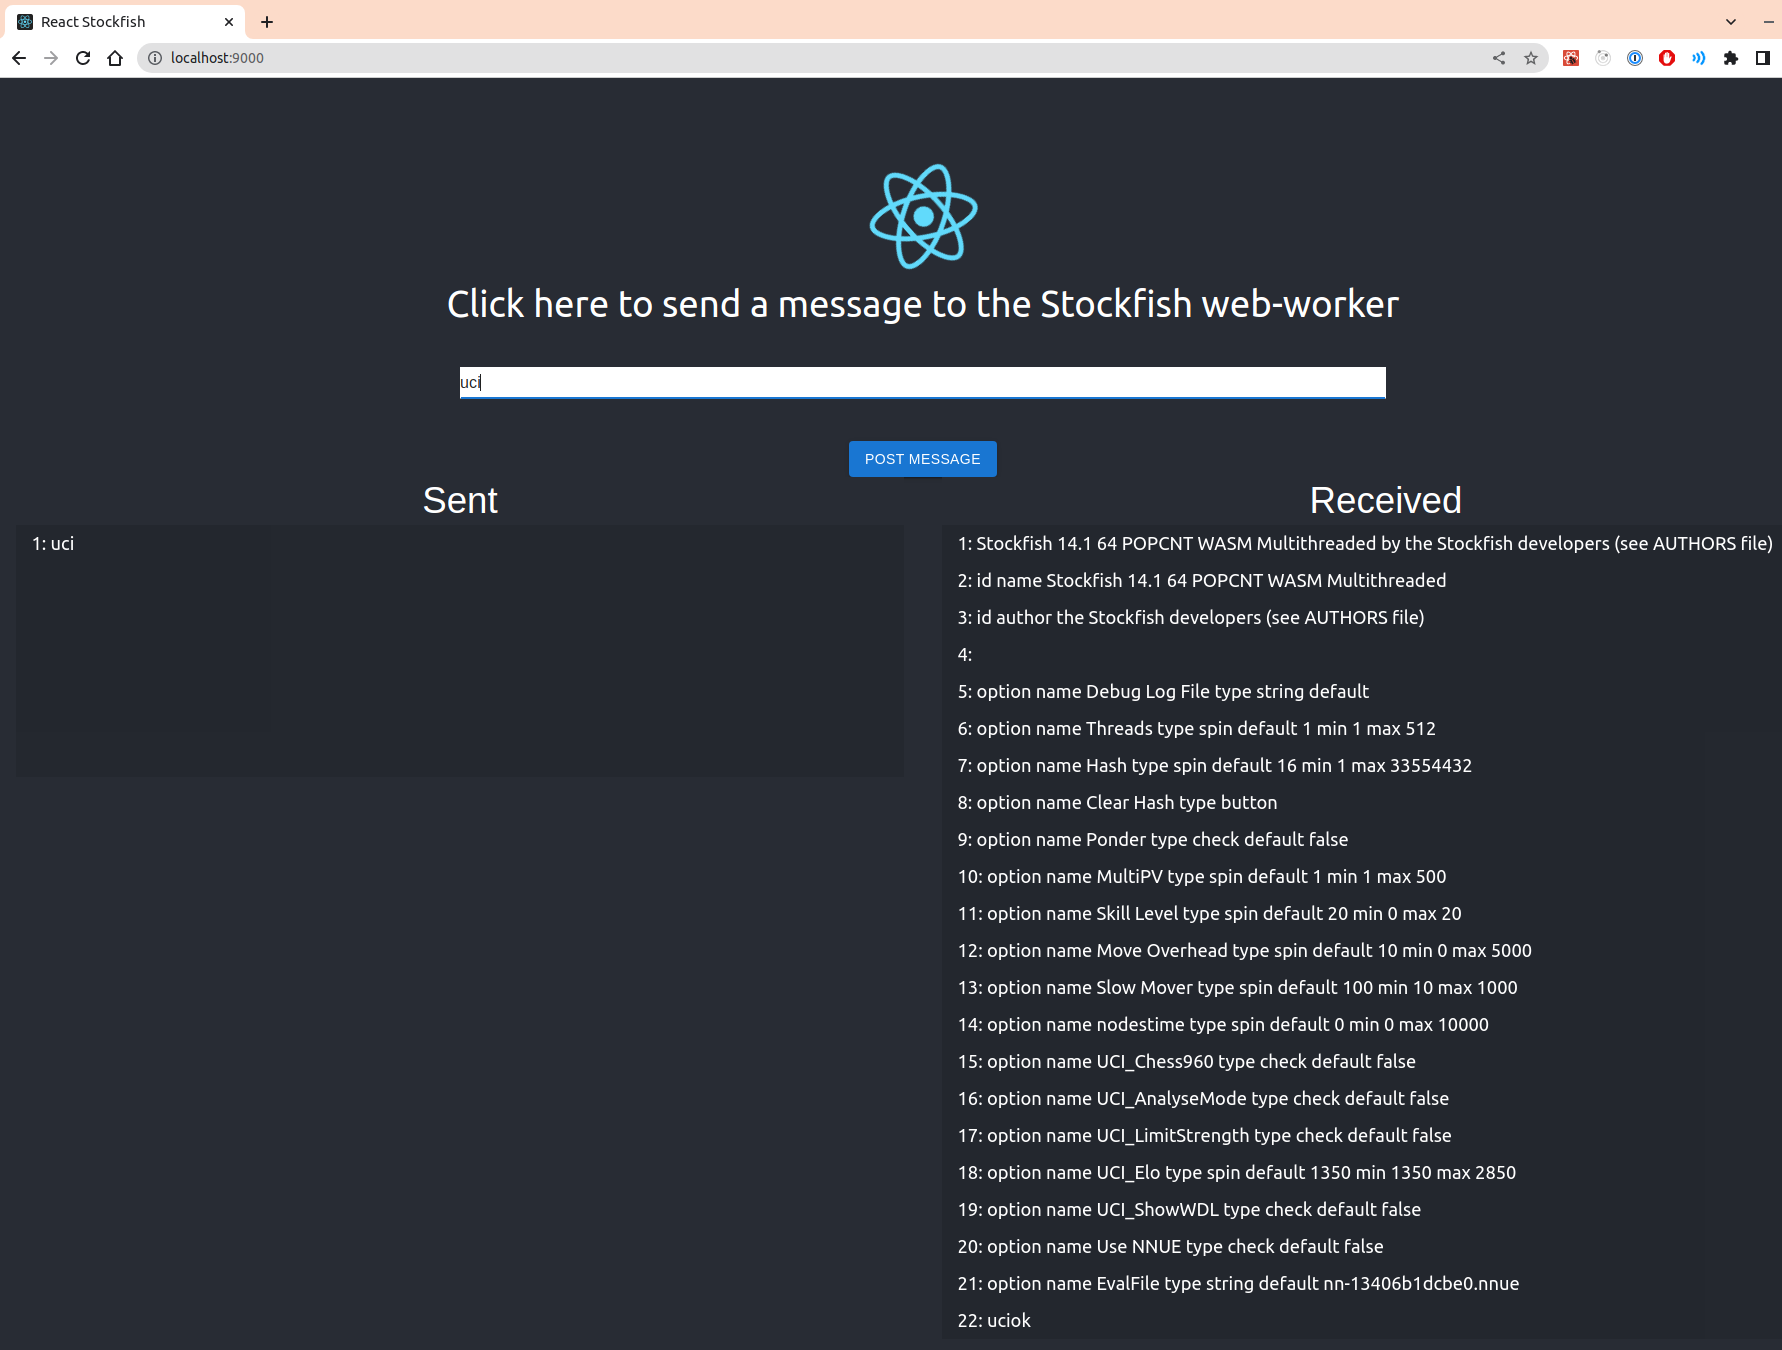 React Stockfish
localhost:9000
Click here to send a message to the Stockfish web-worker
uci
POST MESSAGE
Sent
1: uci
Received
1: Stockfish 14.1 64 POPCNT WASM Multithreaded by the Stockfish developers (see AUTHORS file)
2: id name Stockfish 14.1 64 POPCNT WASM Multithreaded
3: id author the Stockfish developers (see AUTHORS file)
4:
5: option name Debug Log File type string default
6: option name Threads type spin default 1 min 1 max 512
7: option name Hash type spin default 16 min 1 max 33554432
8: option name Clear Hash type button
9: option name Ponder type check default false
10: option name MultiPV type spin default 1 min 1 max 500
11: option name Skill Level type spin default 20 min 0 max 20
12: option name Move Overhead type spin default 10 min 0 max 5000
13: option name Slow Mover type spin default 100 min 10 max 1000
14: option name nodestime type spin default 0 min 0 max 10000
15: option name UCI_Chess960 type check default false
16: option name UCI_AnalyseMode type check default false
17: option name UCI_LimitStrength type check default false
18: option name UCI_Elo type spin default 1350 min 1350 max 2850
19: option name UCI_ShowWDL type check default false
20: option name Use NNUE type check default false
21: option name EvalFile type string default nn-13406b1dcbe0.nnue
22: uciok